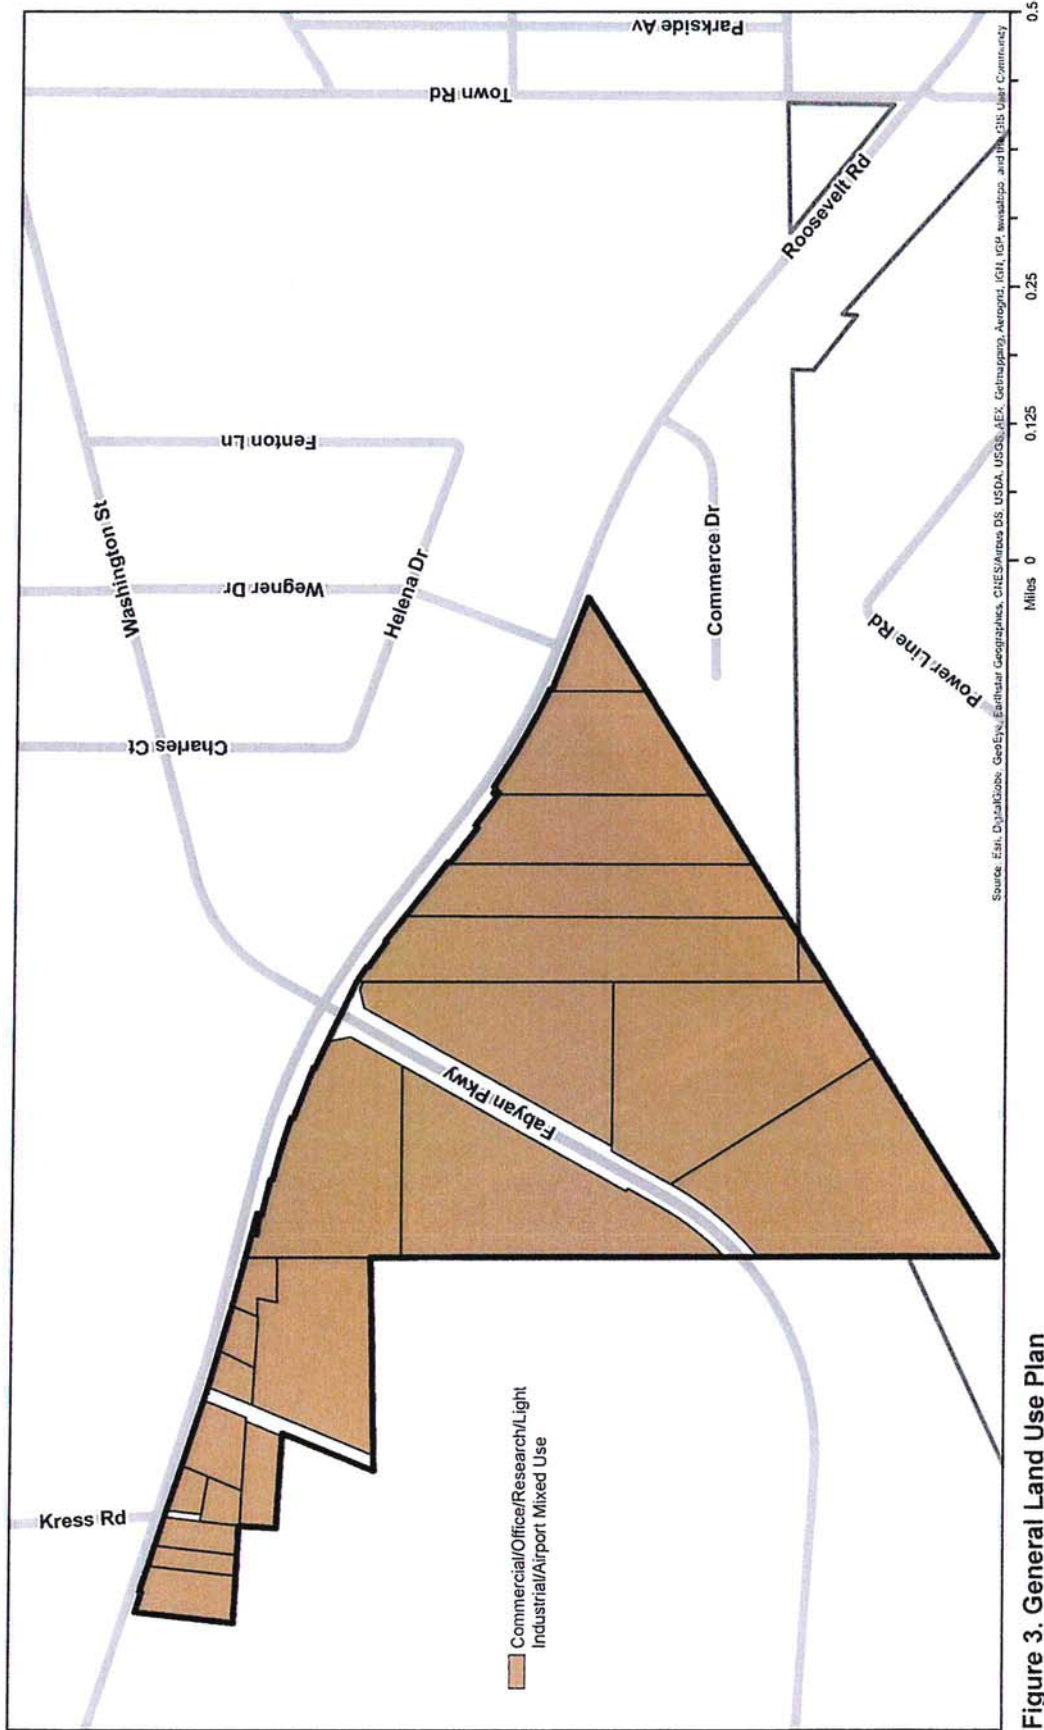 Kress Rd
Washington St
Charles Ct
Wegner Dr
Fenton Ln
Helena Dr
Town Rd
Parkside Av
Roosevelt Rd
Fabyan Pkwy
Commerce Dr
Power Line Rd
Commercial/Office/Research/Light
Industrial/Airport Mixed Use
Source: Esri, DigitalGlobe, GeoEye, Earthstar Geographics, CNES/Airbus DS, USDA, USGS, AEX, Getmapping, Aerogrid, IGN, IGP, swisstopo, and the GIS User Community
0 0.125 0.25 0.5
Miles
Figure 3. General Land Use Plan